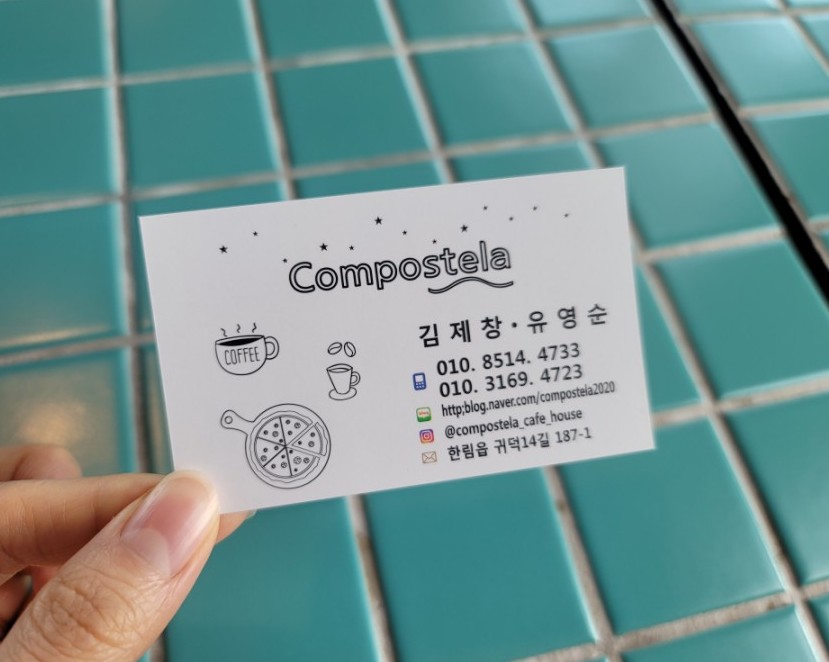 Compostela
COFFEE
김제창·유영순
010. 8514. 4733
010. 3169. 4723
http;blog.naver.com/compostela2020
@compostela_cafe_house
한림읍 귀덕14길 187-1